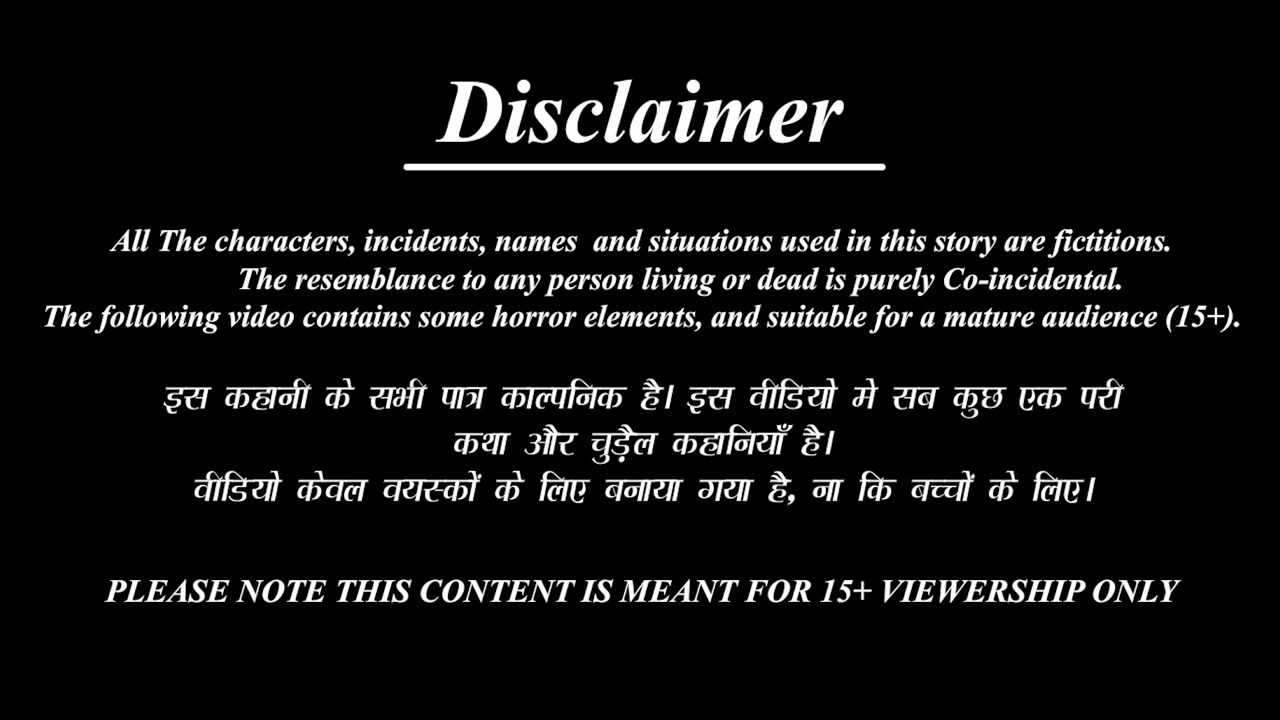 Disclaimer
All The characters, incidents, names and situations used in this story are fictitions.
The resemblance to any person living or dead is purely Co-incidental.
The following video contains some horror elements, and suitable for a mature audience (15+).
इस कहानी के सभी पात्र काल्पनिक है। इस वीडियो मे सब कुछ एक परी
कथा और चुड़ैल कहानियाँ है।
वीडियो केवल वयस्कों के लिए बनाया गया है, ना कि बच्चों के लिए।
PLEASE NOTE THIS CONTENT IS MEANT FOR 15+ VIEWERSHIP ONLY